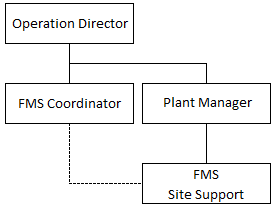 Operation Director
FMS Coordinator
Plant Manager
FMS
Site Support